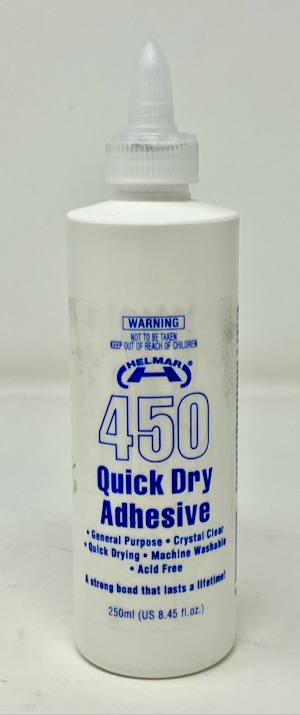 WARNING
NOT TO BE TAKEN
KEEP OUT OF REACH OF CHILDREN
HELMAR®
450
Quick Dry
Adhesive
• General Purpose • Crystal Clear
• Quick Drying • Machine Washable
• Acid Free
A strong bond that lasts a lifetime!
250ml (US 8.45 fl.oz.)